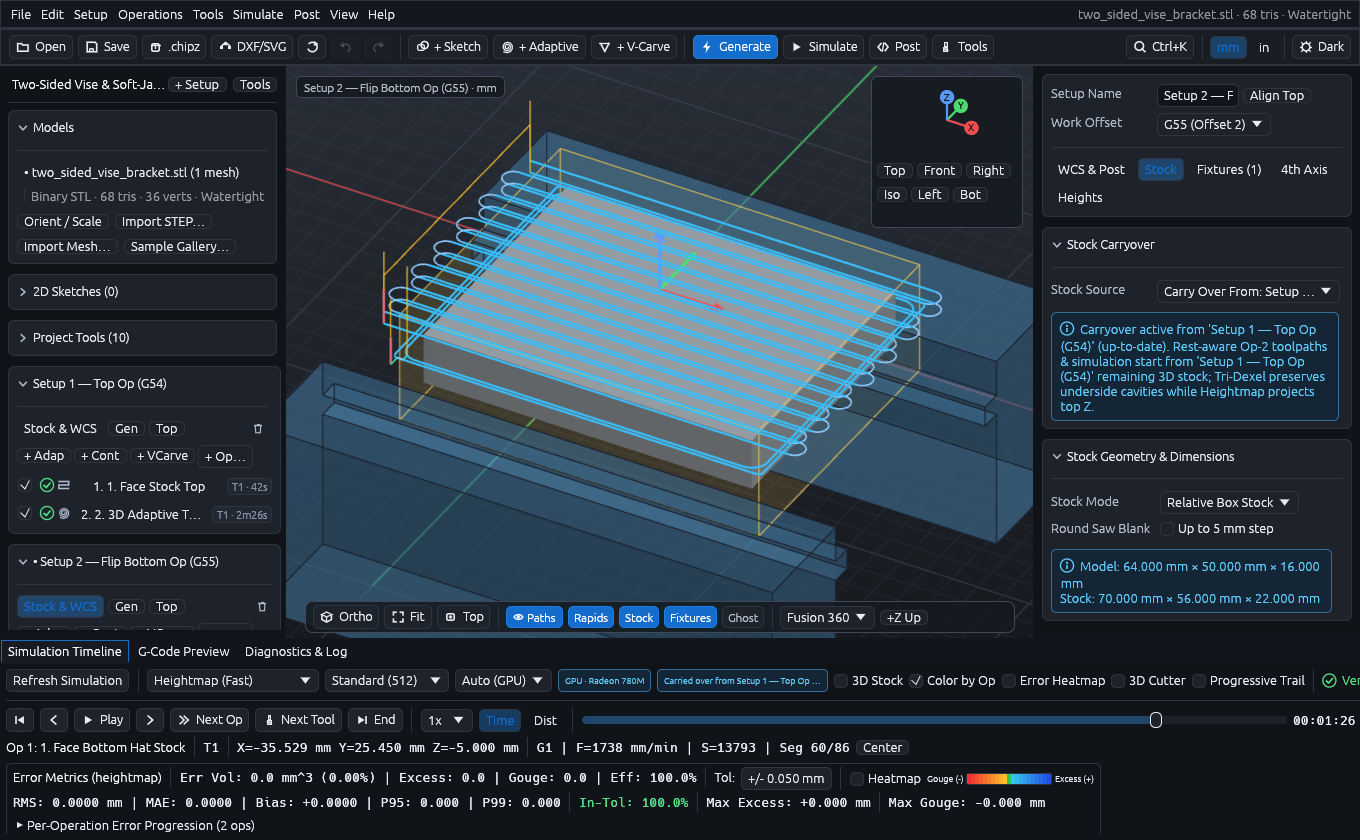 File Edit Setup Operations Tools Simulate Post View Help
two_sided_vise_bracket.stl · 68 tris · Watertight
Open Save .chipz DXF/SVG + Sketch + Adaptive + V-Carve Generate Simulate Post Tools Ctrl+K mm in Dark
Two-Sided Vise & Soft-Ja... + Setup Tools
Models
• two_sided_vise_bracket.stl (1 mesh)
Binary STL · 68 tris · 36 verts · Watertight
Orient / Scale Import STEP...
Import Mesh... Sample Gallery...
2D Sketches (0)
Project Tools (10)
Setup 1 — Top Op (G54)
Stock & WCS Gen Top
+ Adap + Cont + VCarve + Op...
1. 1. Face Stock Top T1 · 42s
2. 2. 3D Adaptive T... T1 · 2m26s
• Setup 2 — Flip Bottom Op (G55)
Stock & WCS Gen Top
Setup 2 — Flip Bottom Op (G55) · mm
Z Y X
Top Front Right
Iso Left Bot
Ortho Fit Top Paths Rapids Stock Fixtures Ghost Fusion 360 +Z Up
Setup Name Setup 2 — F Align Top
Work Offset G55 (Offset 2)
WCS & Post Stock Fixtures (1) 4th Axis
Heights
Stock Carryover
Stock Source Carry Over From: Setup ...
Carryover active from 'Setup 1 — Top Op
(G54)' (up-to-date). Rest-aware Op-2 toolpaths
& simulation start from 'Setup 1 — Top Op
(G54)' remaining 3D stock; Tri-Dexel preserves
underside cavities while Heightmap projects
top Z.
Stock Geometry & Dimensions
Stock Mode Relative Box Stock
Round Saw Blank Up to 5 mm step
Model: 64.000 mm × 50.000 mm × 16.000
mm
Stock: 70.000 mm × 56.000 mm × 22.000 mm
Simulation Timeline G-Code Preview Diagnostics & Log
Refresh Simulation Heightmap (Fast) Standard (512) Auto (GPU) GPU · Radeon 780M Carried over from Setup 1 — Top Op ... 3D Stock Color by Op Error Heatmap 3D Cutter Progressive Trail Ver
Play Next Op Next Tool End 1x Time Dist 00:01:26
Op 1: 1. Face Bottom Hat Stock T1 X=-35.529 mm Y=25.450 mm Z=-5.000 mm G1 | F=1738 mm/min | S=13793 | Seg 60/86 Center
Error Metrics (heightmap) Err Vol: 0.0 mm^3 (0.00%) | Excess: 0.0 | Gouge: 0.0 | Eff: 100.0% Tol: +/- 0.050 mm Heatmap Gouge (-) Excess (+)
RMS: 0.0000 mm | MAE: 0.0000 | Bias: +0.0000 | P95: 0.000 | P99: 0.000 In-Tol: 100.0% Max Excess: +0.000 mm Max Gouge: -0.000 mm
Per-Operation Error Progression (2 ops)